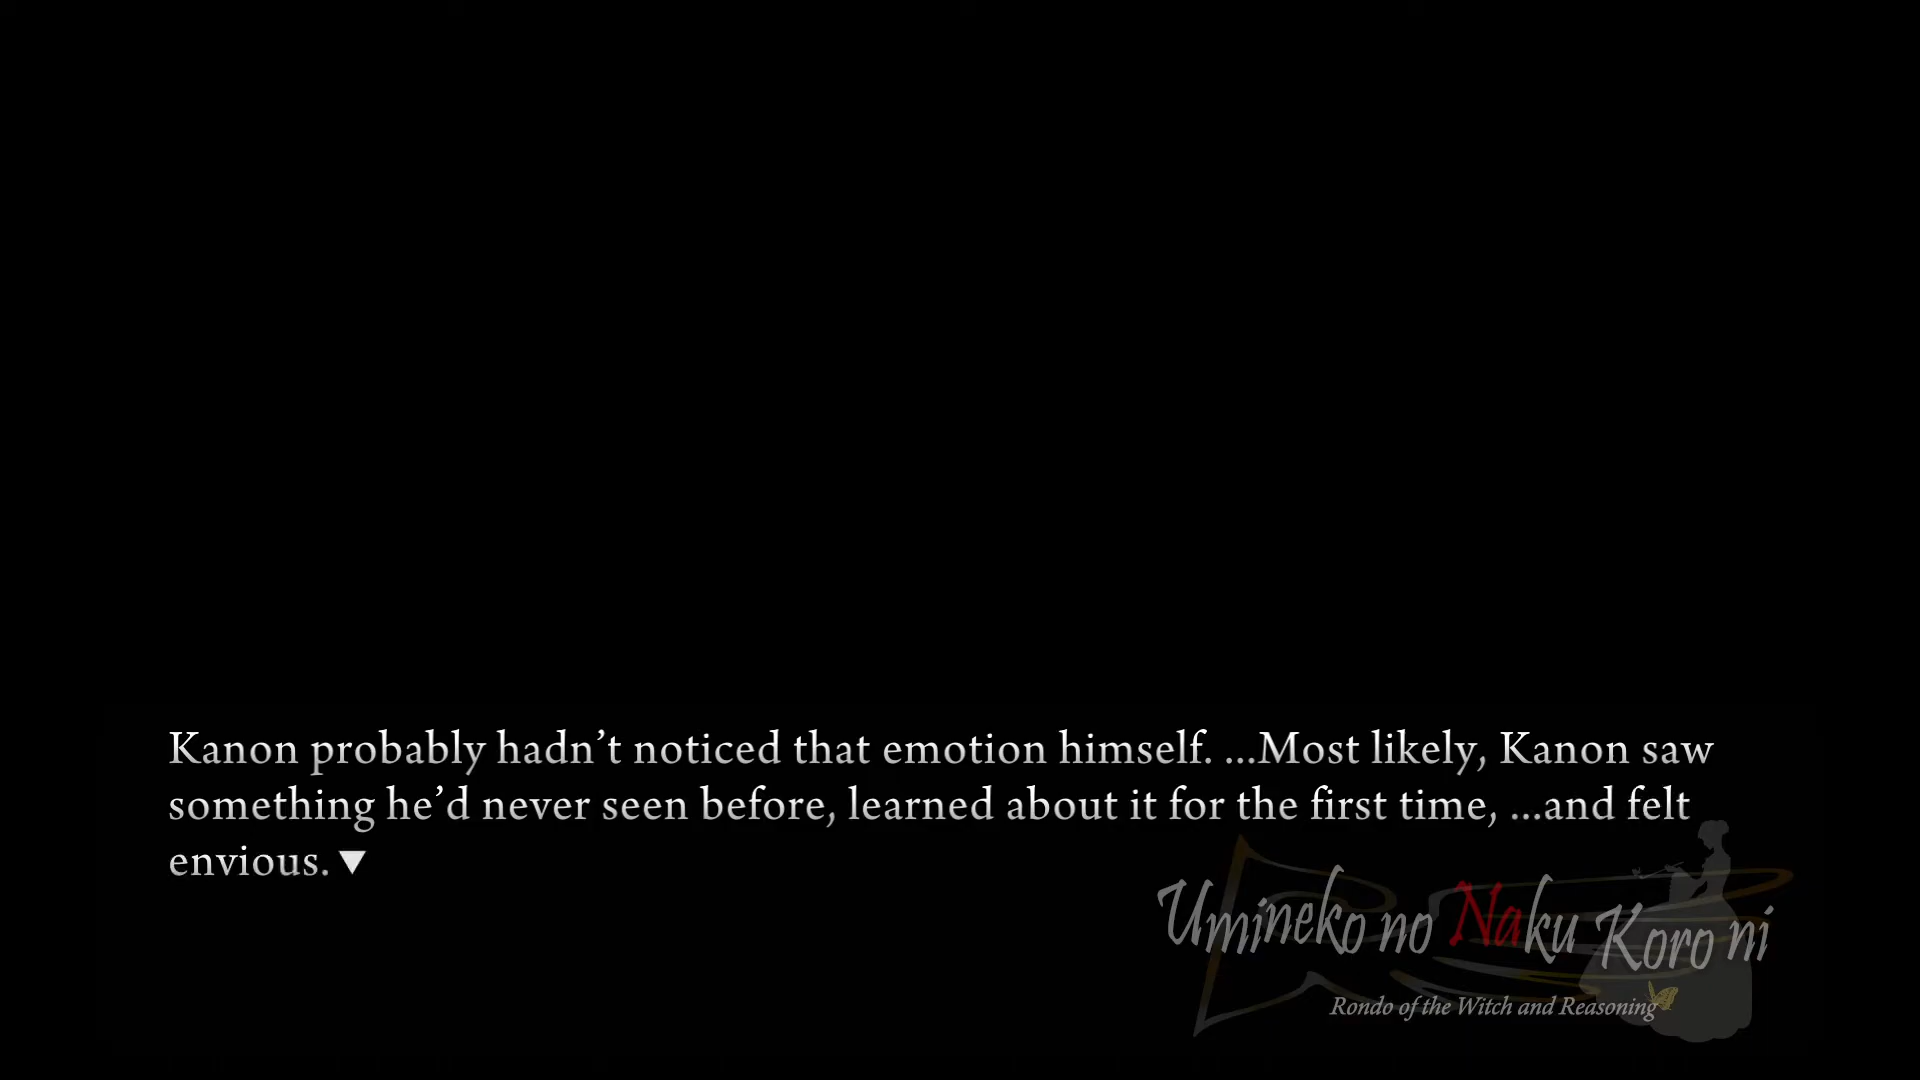 Kanon probably hadn’t noticed that emotion himself. ...Most likely, Kanon saw
something he’d never seen before, learned about it for the first time, ...and felt
envious.
Umineko no Naku Koro ni
Rondo of the Witch and Reasoning